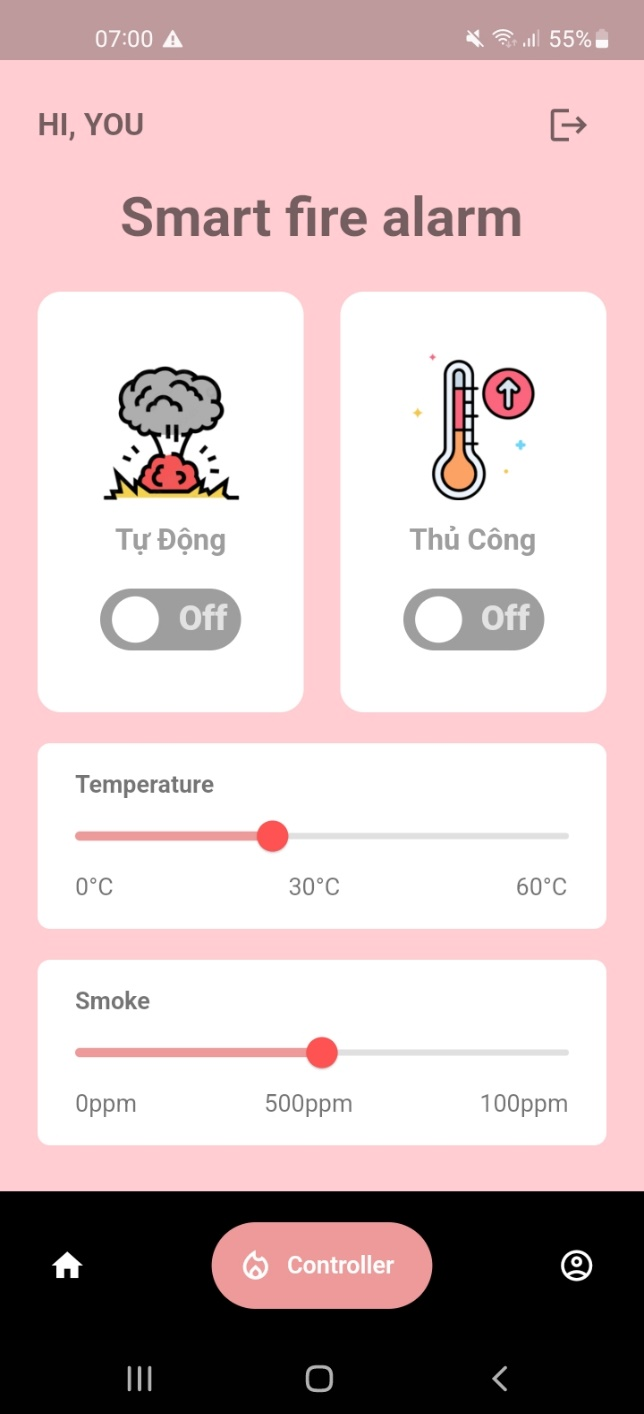 07:00 55%
HI, YOU
Smart fire alarm
Tự Động Thủ Công
Off Off
Temperature
0°C 30°C 60°C
Smoke
0ppm 500ppm 100ppm
Controller